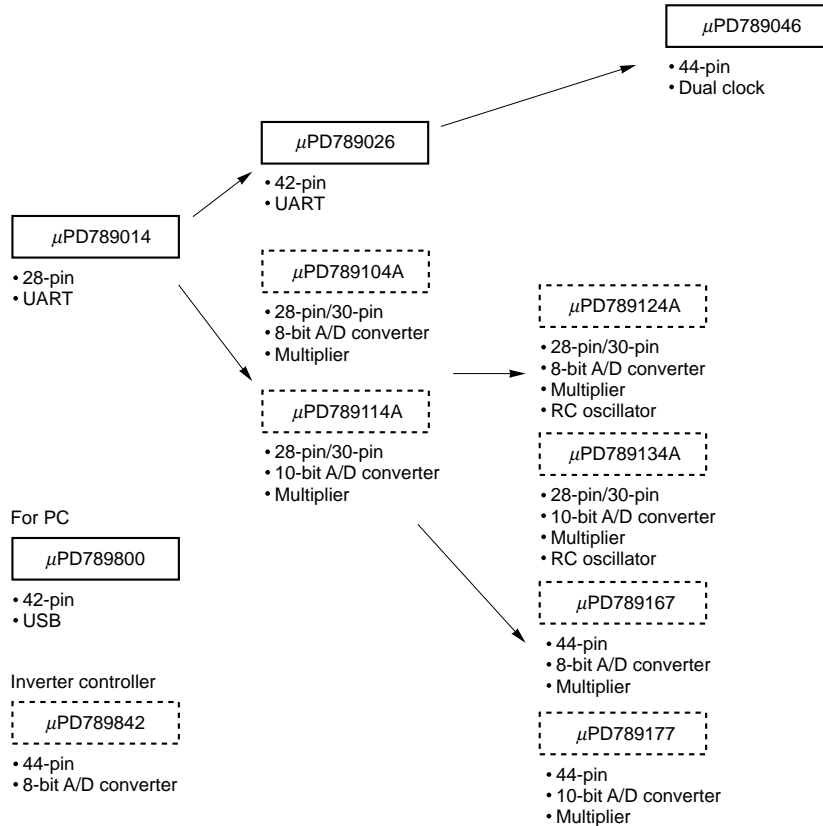 μPD789046
• 44-pin
• Dual clock
μPD789026
• 42-pin
• UART
μPD789014
• 28-pin
• UART
μPD789104A
• 28-pin/30-pin
• 8-bit A/D converter
• Multiplier
μPD789114A
• 28-pin/30-pin
• 10-bit A/D converter
• Multiplier
μPD789124A
• 28-pin/30-pin
• 8-bit A/D converter
• Multiplier
• RC oscillator
μPD789134A
• 28-pin/30-pin
• 10-bit A/D converter
• Multiplier
• RC oscillator
μPD789167
• 44-pin
• 8-bit A/D converter
• Multiplier
μPD789177
• 44-pin
• 10-bit A/D converter
• Multiplier
For PC
μPD789800
• 42-pin
• USB
Inverter controller
μPD789842
• 44-pin
• 8-bit A/D converter